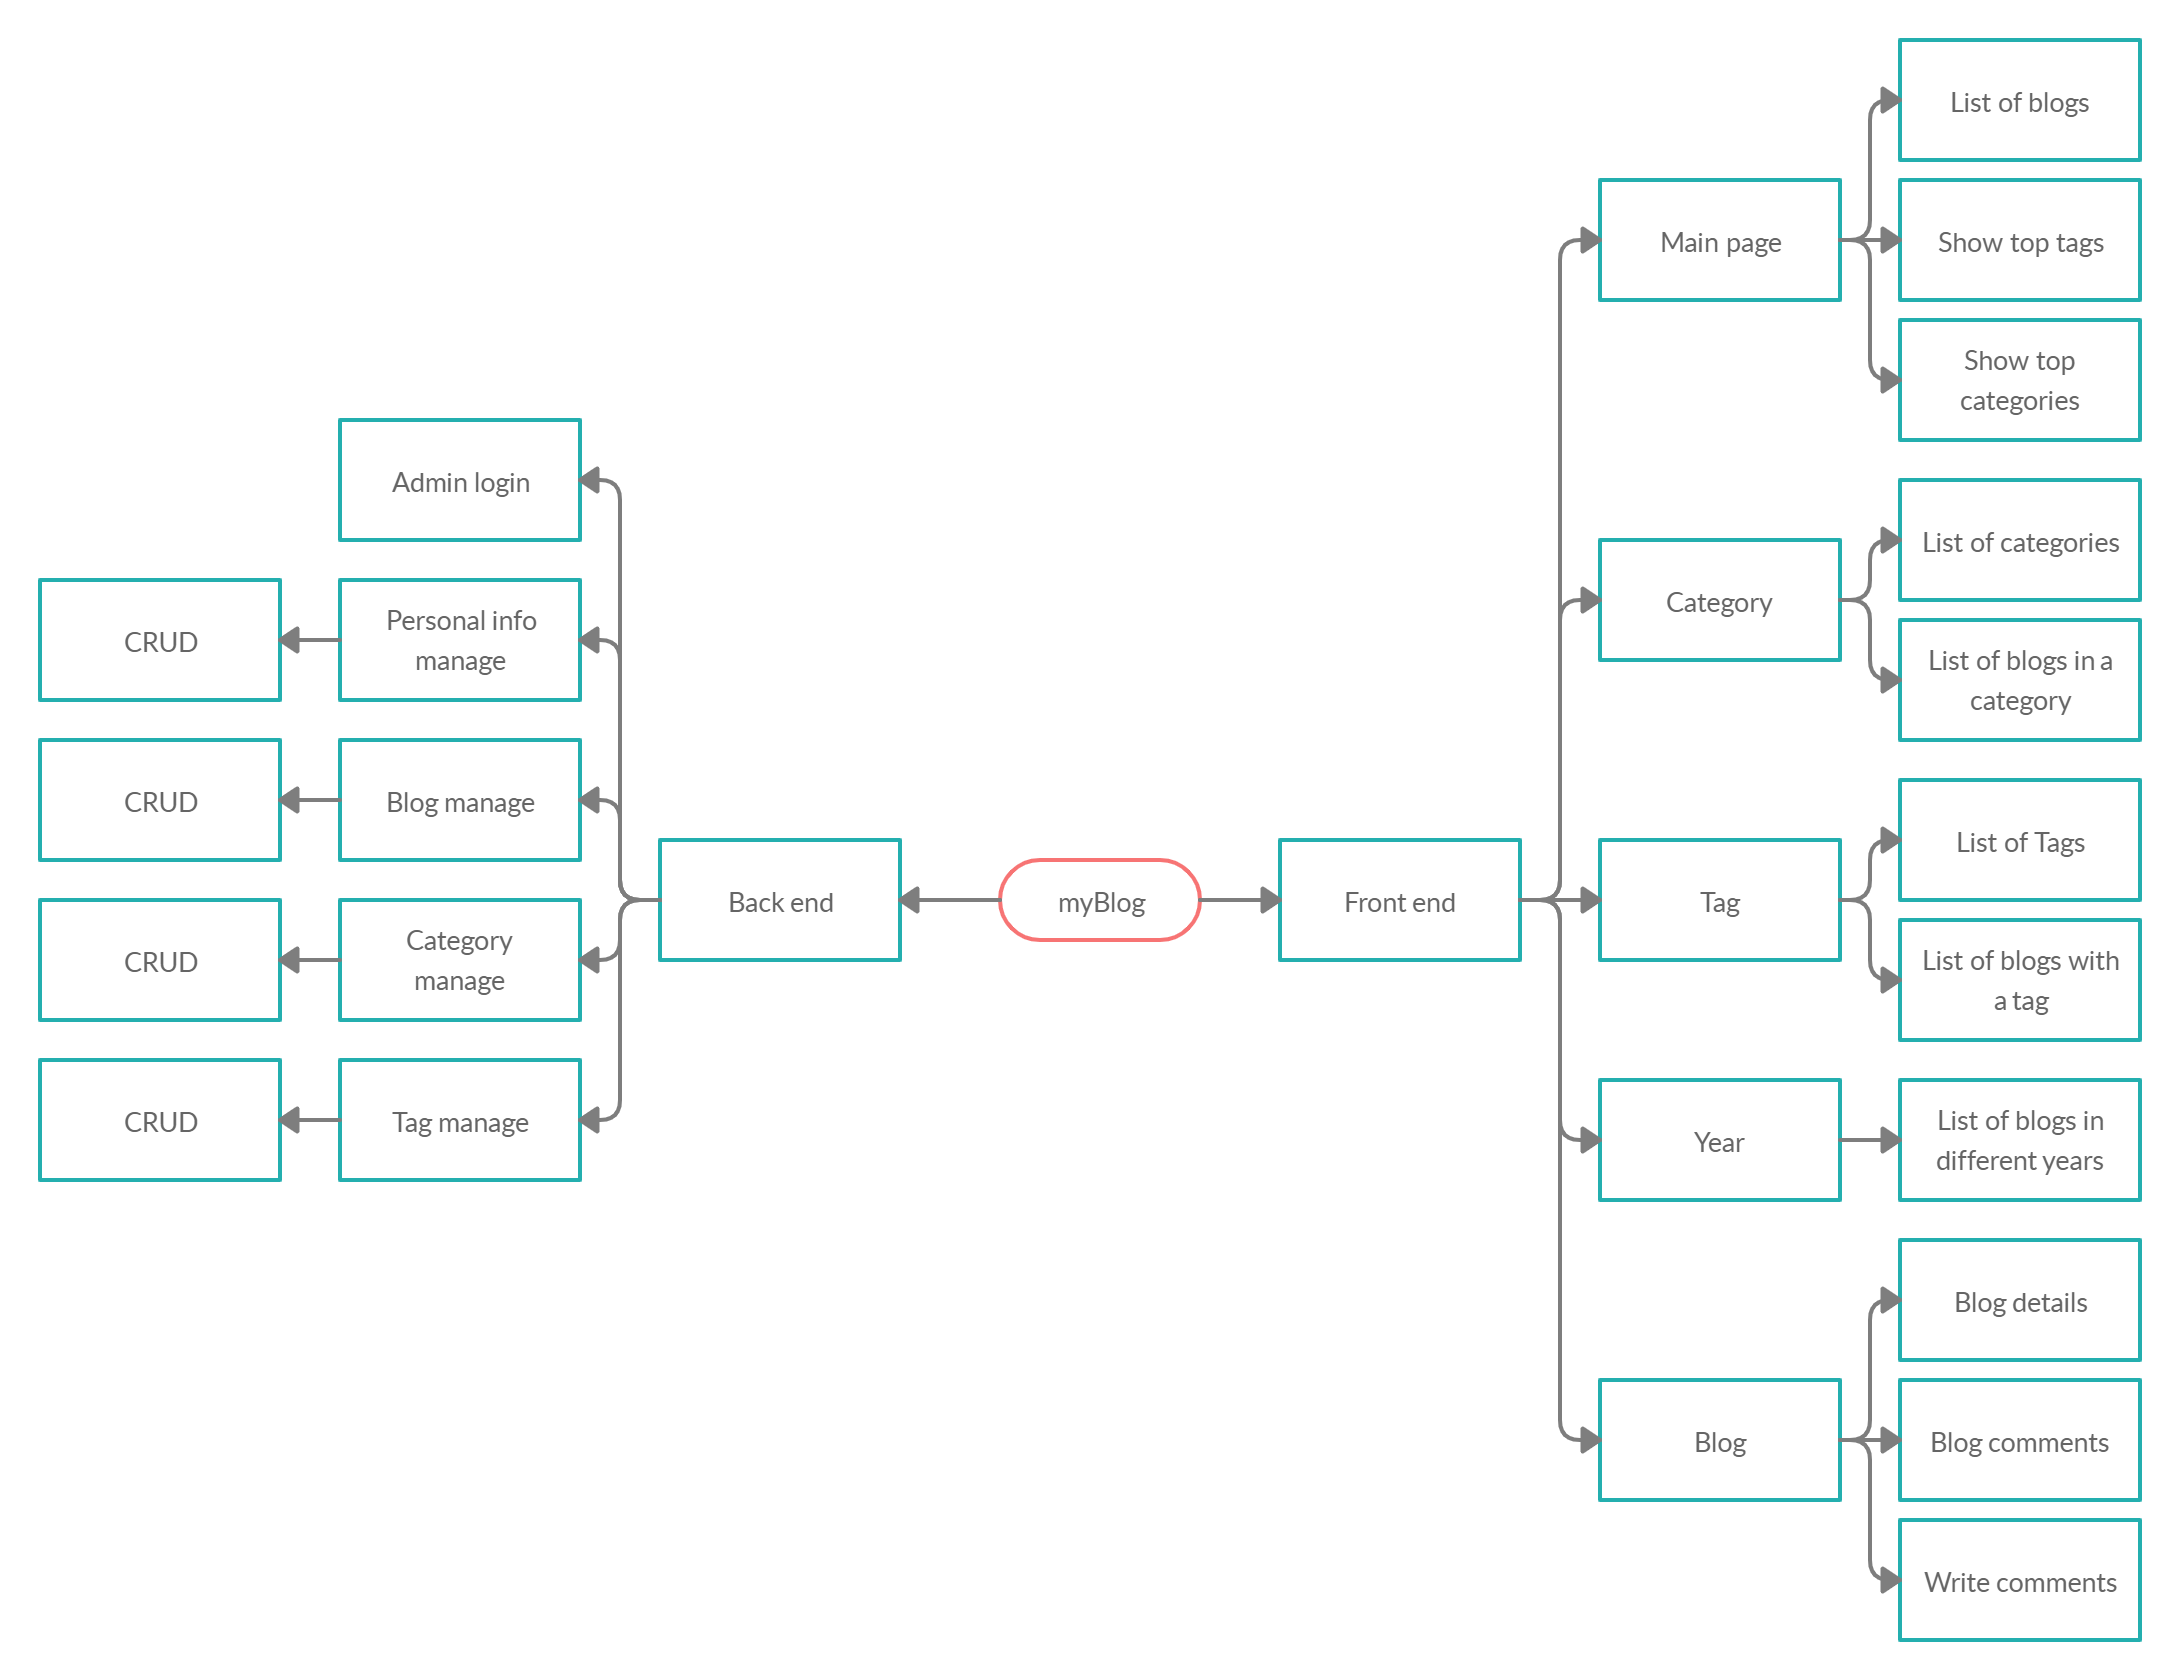 List of blogs
Main page
Show top tags
Show top
categories
Admin login
List of categories
Category
CRUD
Personal info
manage
List of blogs in a
category
CRUD
Blog manage
List of Tags
Back end
myBlog
Front end
Tag
CRUD
Category
manage
List of blogs with
a tag
CRUD
Tag manage
Year
List of blogs in
different years
Blog details
Blog
Blog comments
Write comments